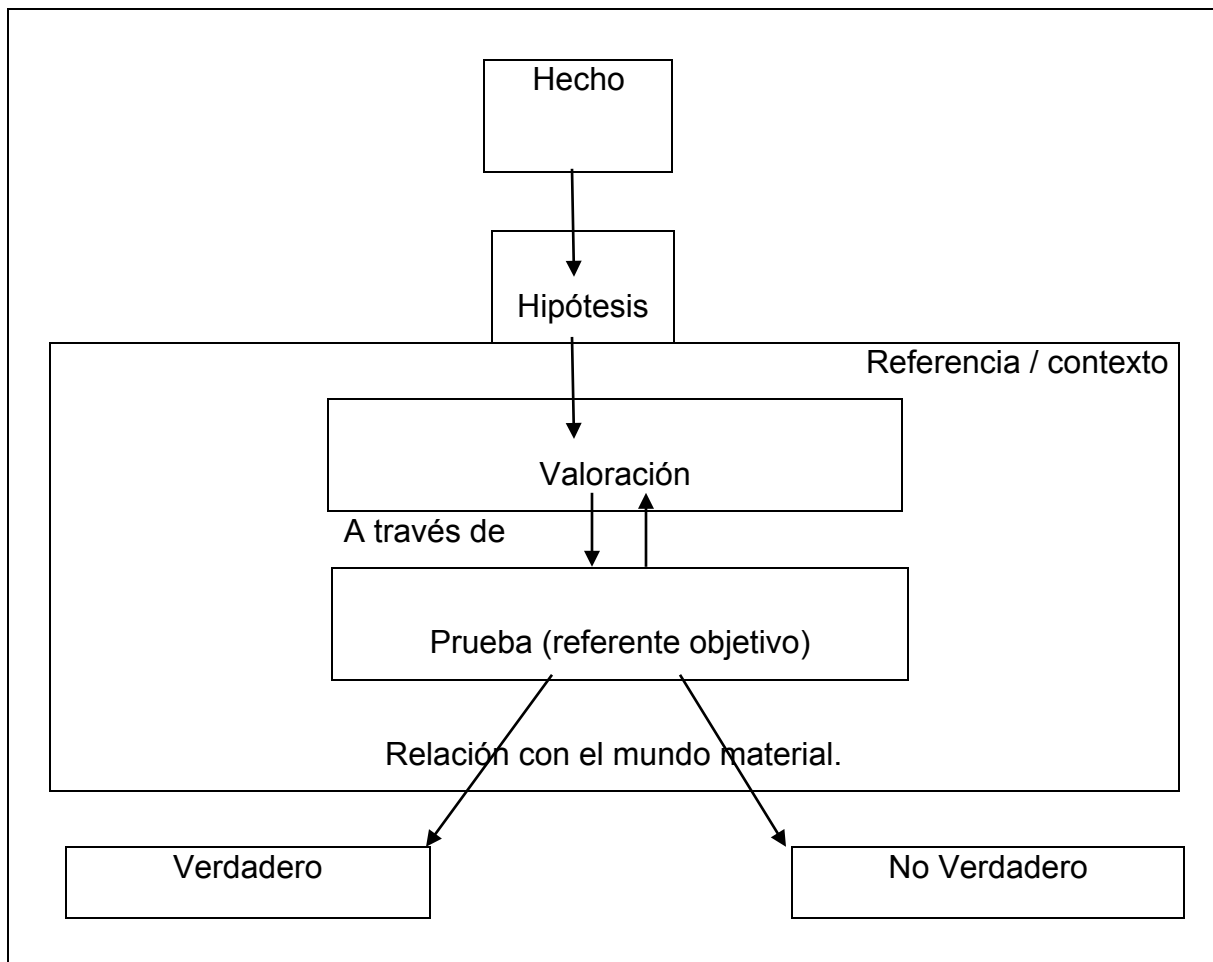 Hecho
Hipótesis
Referencia / contexto
Valoración
A través de
Prueba (referente objetivo)
Relación con el mundo material.
Verdadero
No Verdadero